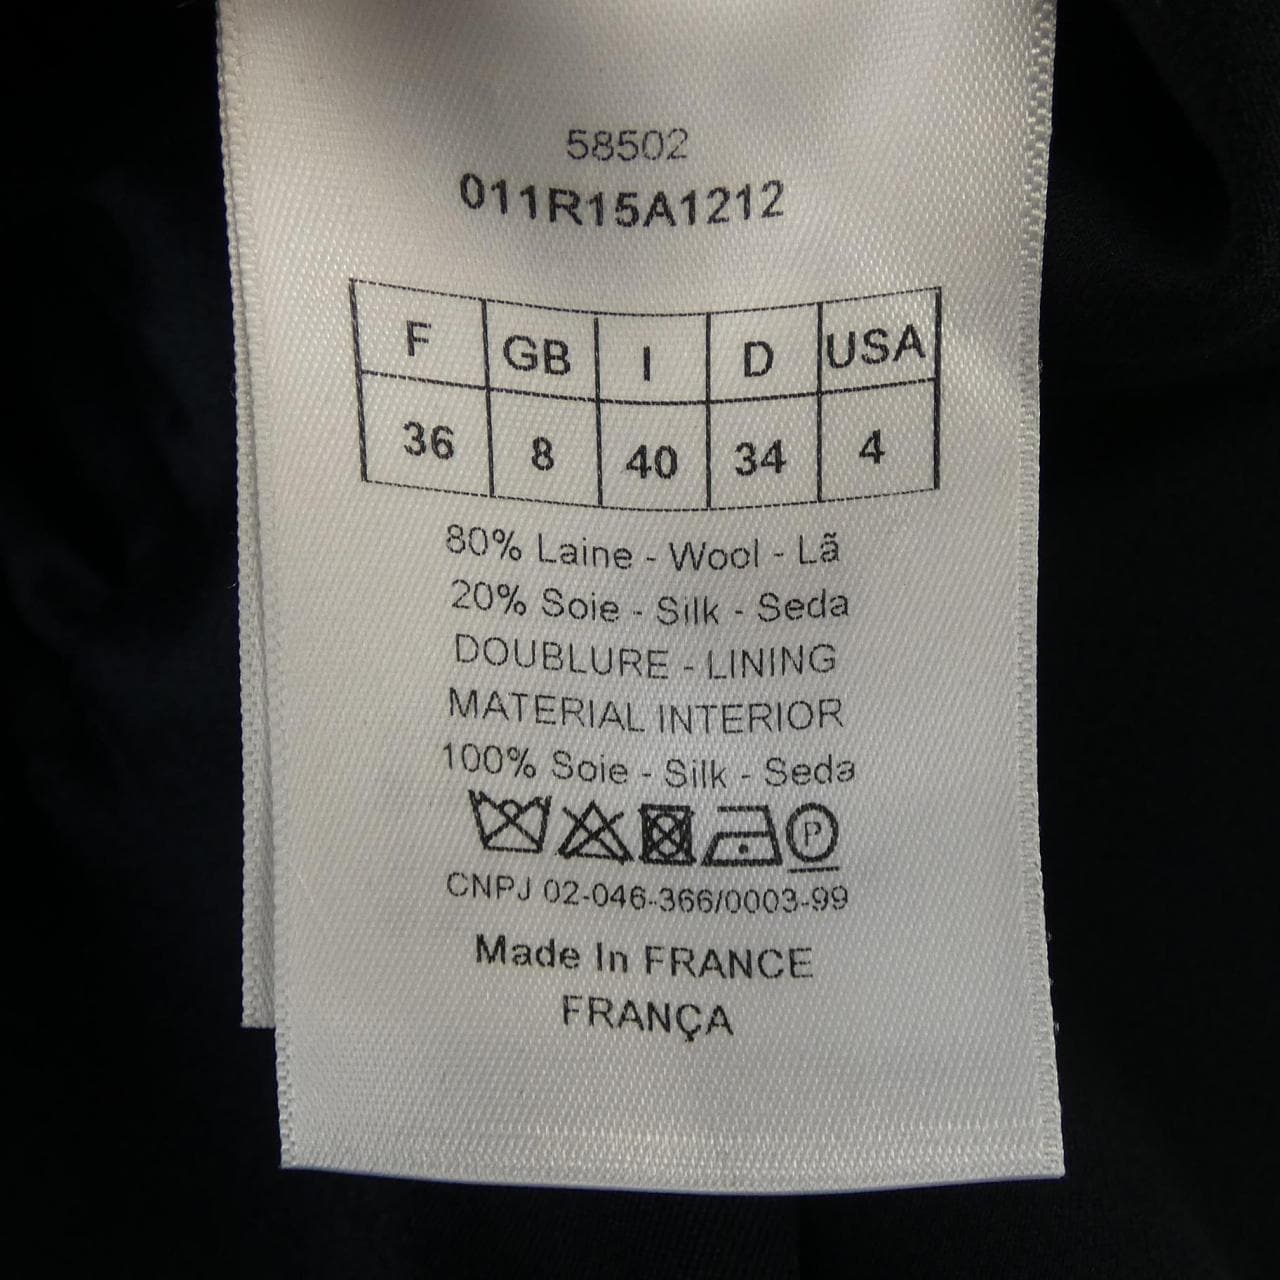 58502
011R15A1212
F GB I D USA
36 8 40 34 4
80% Laine - Wool - Lã
20% Soie - Silk - Seda
DOUBLURE - LINING
MATERIAL INTERIOR
100% Soie - Silk - Seda
P
CNPJ 02-046-366/0003-99
Made In FRANCE
FRANÇA